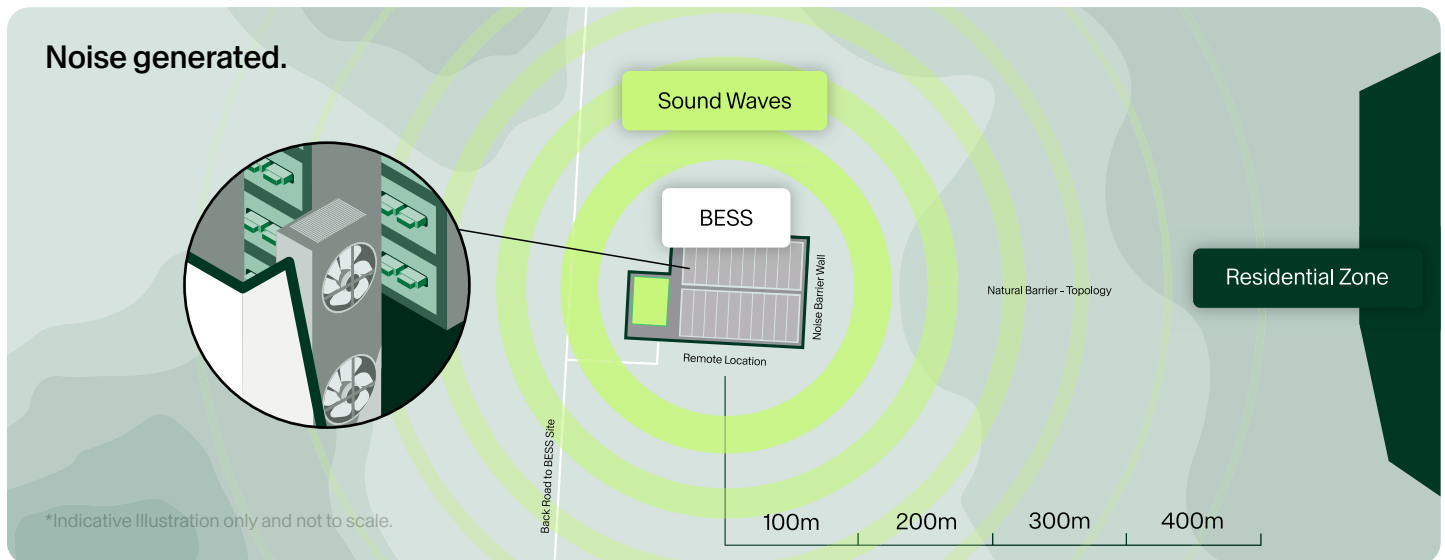 Noise generated.
Sound Waves
BESS
Noise Barrier Wall
Natural Barrier – Topology
Residential Zone
Remote Location
Back Road to BESS Site
*Indicative Illustration only and not to scale.
100m
200m
300m
400m